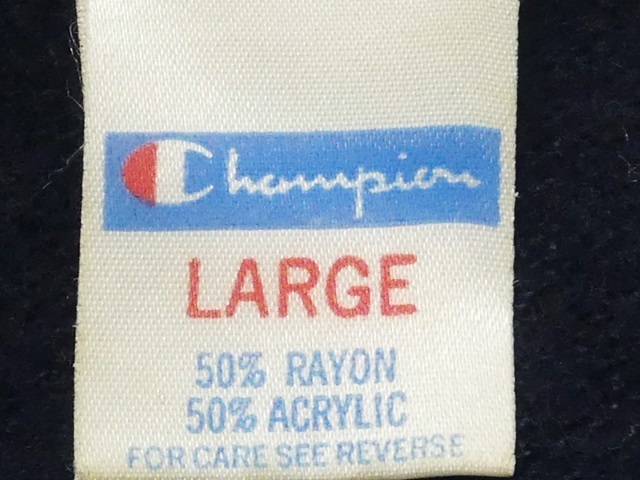 Champion
LARGE
50% RAYON
50% ACRYLIC
FOR CARE SEE REVERSE